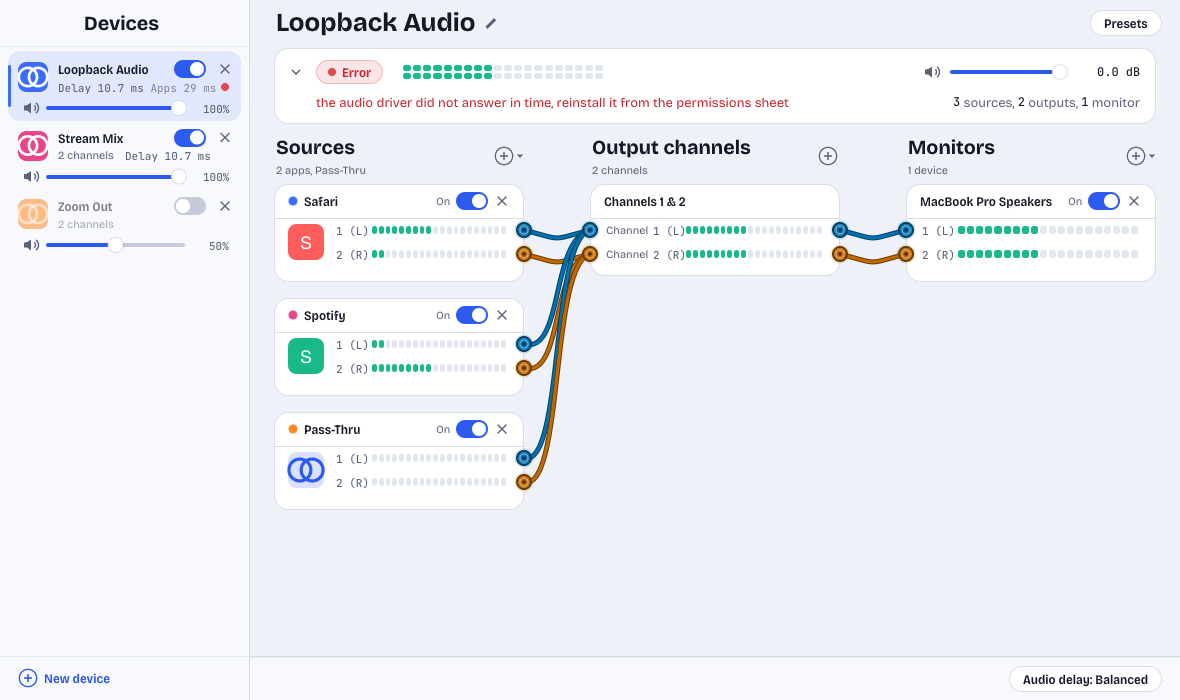 Devices
Loopback Audio
Delay 10.7 ms Apps 29 ms
100%
Stream Mix
2 channels Delay 10.7 ms
100%
Zoom Out
2 channels
50%
New device
Loopback Audio
Presets
Error
0.0 dB
the audio driver did not answer in time, reinstall it from the permissions sheet
3 sources, 2 outputs, 1 monitor
Sources
2 apps, Pass-Thru
Safari On
S
1 (L)
2 (R)
Spotify On
S
1 (L)
2 (R)
Pass-Thru On
1 (L)
2 (R)
Output channels
2 channels
Channels 1 & 2
Channel 1 (L)
Channel 2 (R)
Monitors
1 device
MacBook Pro Speakers On
1 (L)
2 (R)
Audio delay: Balanced